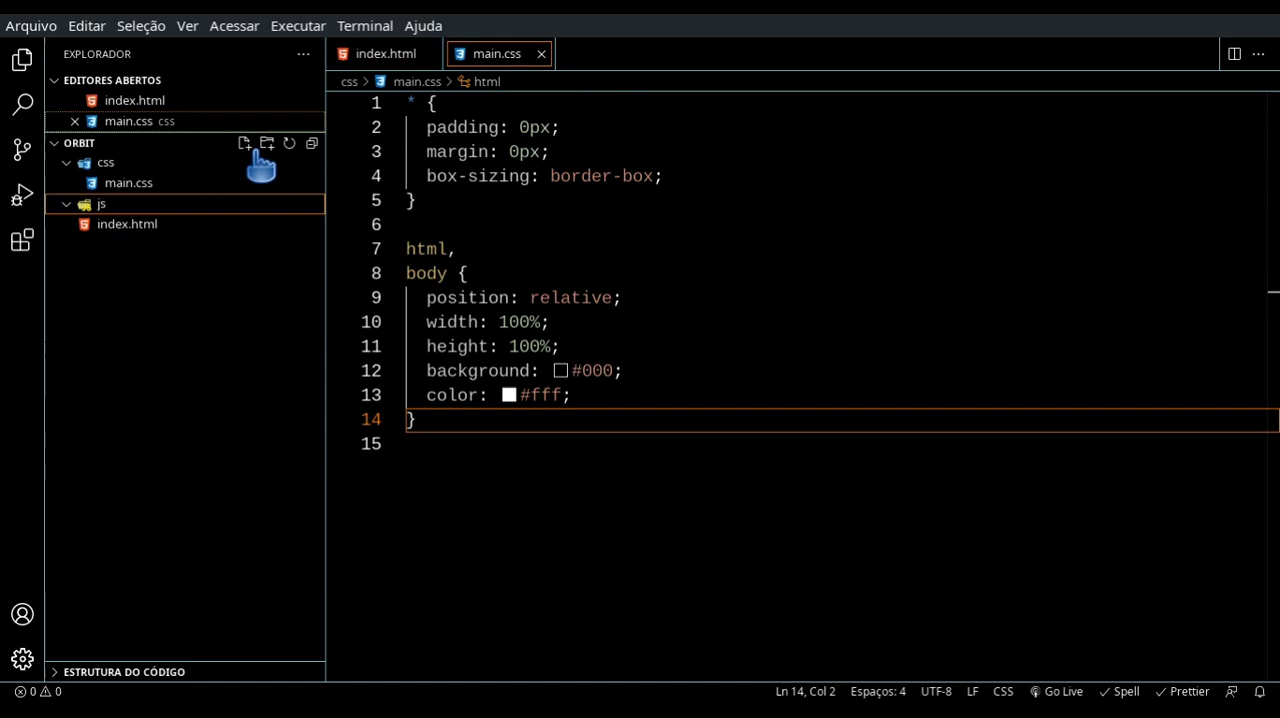 Arquivo Editar Seleção Ver Acessar Executar Terminal Ajuda
EXPLORADOR
EDITORES ABERTOS
index.html
main.css css
ORBIT
css
main.css
js
index.html
ESTRUTURA DO CÓDIGO
index.html main.css
css > main.css > html
1 * {
2 padding: 0px;
3 margin: 0px;
4 box-sizing: border-box;
5 }
6
7 html,
8 body {
9 position: relative;
10 width: 100%;
11 height: 100%;
12 background: #000;
13 color: #fff;
14 }
15
0 0 Ln 14, Col 2 Espaços: 4 UTF-8 LF CSS Go Live Spell Prettier